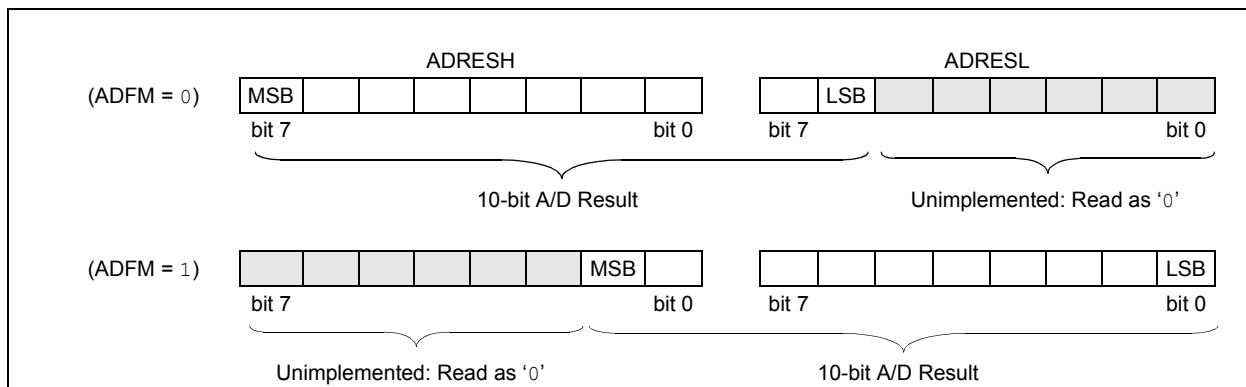 ADRESH ADRESL
(ADFM = 0) MSB LSB
bit 7 bit 0 bit 7 bit 0
10-bit A/D Result Unimplemented: Read as ‘0’
(ADFM = 1) MSB LSB
bit 7 bit 0 bit 7 bit 0
Unimplemented: Read as ‘0’ 10-bit A/D Result